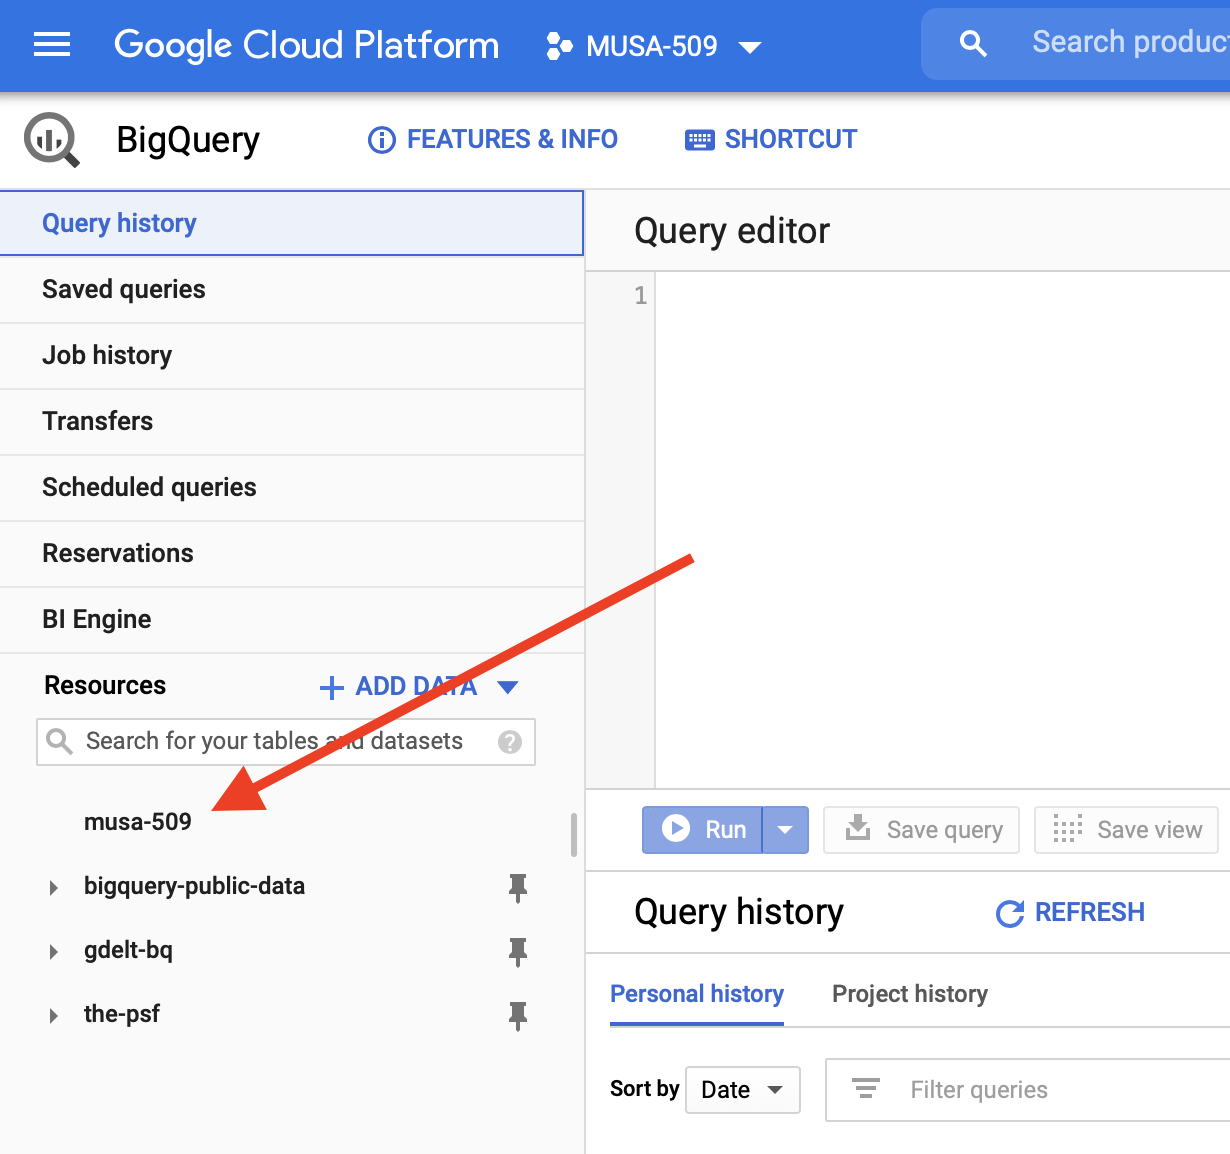 Google Cloud Platform MUSA-509 Search produc
BigQuery FEATURES & INFO SHORTCUT
Query history
Saved queries
Job history
Transfers
Scheduled queries
Reservations
BI Engine
Resources ADD DATA
Search for your tables and datasets ?
musa-509
bigquery-public-data
gdelt-bq
the-psf
Query editor
1
Run Save query Save view
Query history REFRESH
Personal history Project history
Sort by Date Filter queries